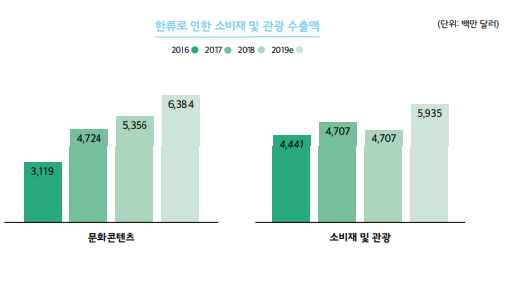 한류로 인한 소비재 및 관광 수출액
(단위: 백만 달러)
2016 2017 2018 2019e
3,119 4,724 5,356 6,384
4,441 4,707 4,707 5,935
문화콘텐츠
소비재 및 관광